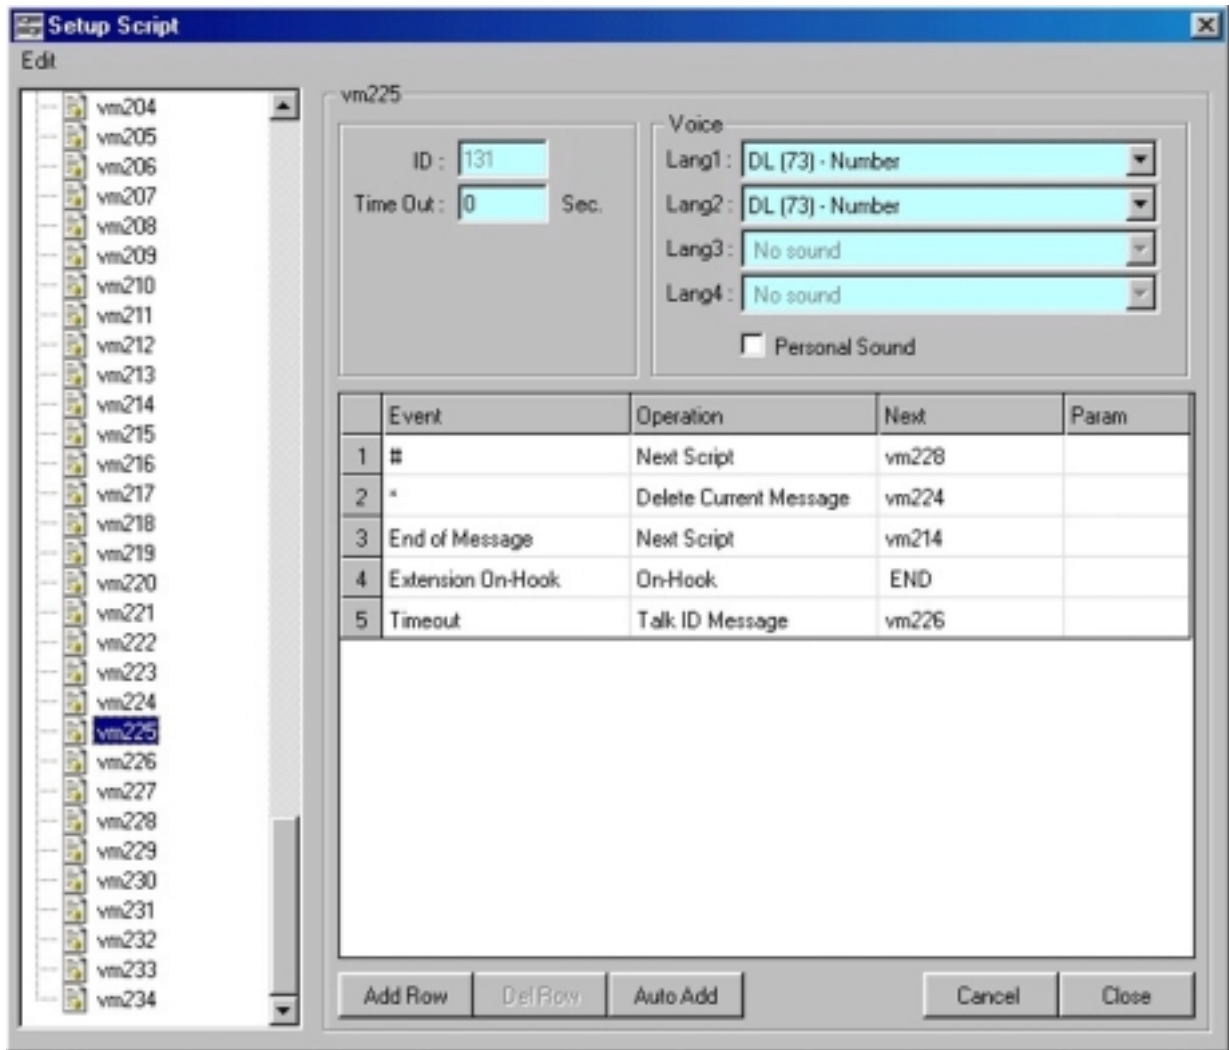 Setup Script
Edit
vm204
vm205
vm206
vm207
vm208
vm209
vm210
vm211
vm212
vm213
vm214
vm215
vm216
vm217
vm218
vm219
vm220
vm221
vm222
vm223
vm224
vm225
vm226
vm227
vm228
vm229
vm230
vm231
vm232
vm233
vm234
vm225
ID : 131
Time Out : 0 Sec.
Voice
Lang1 : DL (73) - Number
Lang2 : DL (73) - Number
Lang3 : No sound
Lang4 : No sound
Personal Sound
Event Operation Next Param
1 # Next Script vm228
2 * Delete Current Message vm224
3 End of Message Next Script vm214
4 Extension On-Hook On-Hook END
5 Timeout Talk ID Message vm226
Add Row Del Row Auto Add Cancel Close